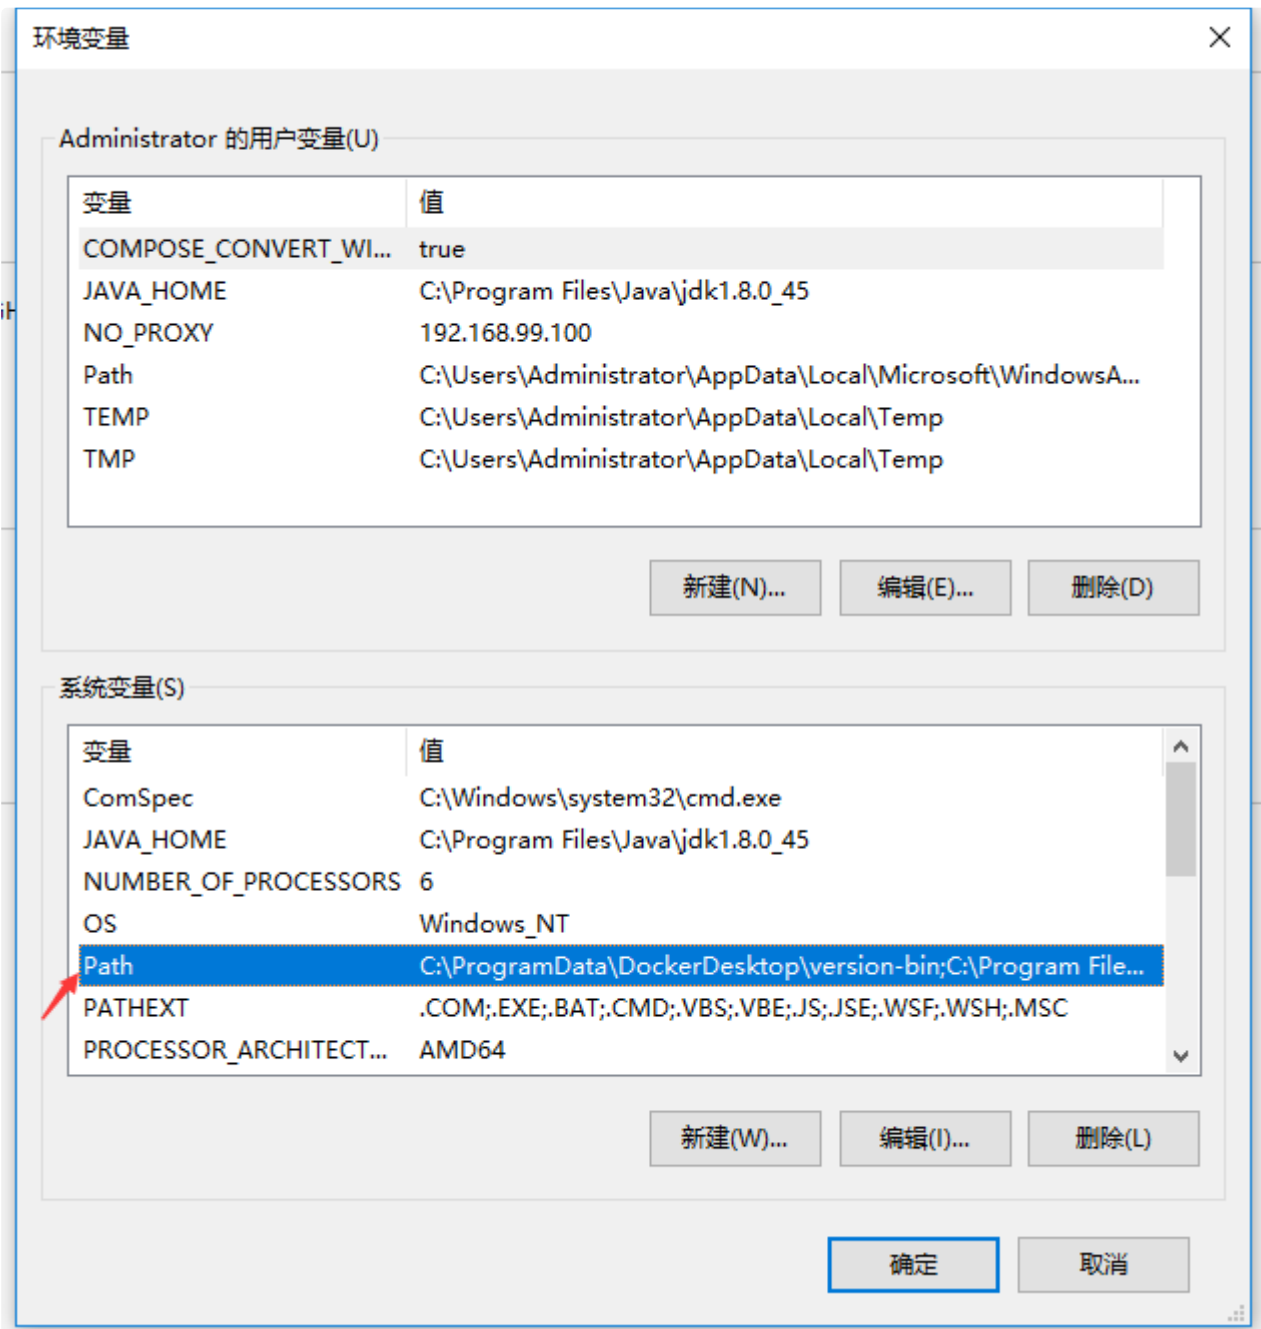 环境变量
Administrator 的用户变量(U)
变量 值
COMPOSE_CONVERT_WI... true
JAVA_HOME C:\Program Files\Java\jdk1.8.0_45
NO_PROXY 192.168.99.100
Path C:\Users\Administrator\AppData\Local\Microsoft\WindowsA...
TEMP C:\Users\Administrator\AppData\Local\Temp
TMP C:\Users\Administrator\AppData\Local\Temp
新建(N)... 编辑(E)... 删除(D)
系统变量(S)
变量 值
ComSpec C:\Windows\system32\cmd.exe
JAVA_HOME C:\Program Files\Java\jdk1.8.0_45
NUMBER_OF_PROCESSORS 6
OS Windows_NT
Path C:\ProgramData\DockerDesktop\version-bin;C:\Program File...
PATHEXT .COM;.EXE;.BAT;.CMD;.VBS;.VBE;.JS;.JSE;.WSF;.WSH;.MSC
PROCESSOR_ARCHITECT... AMD64
新建(W)... 编辑(I)... 删除(L)
确定 取消